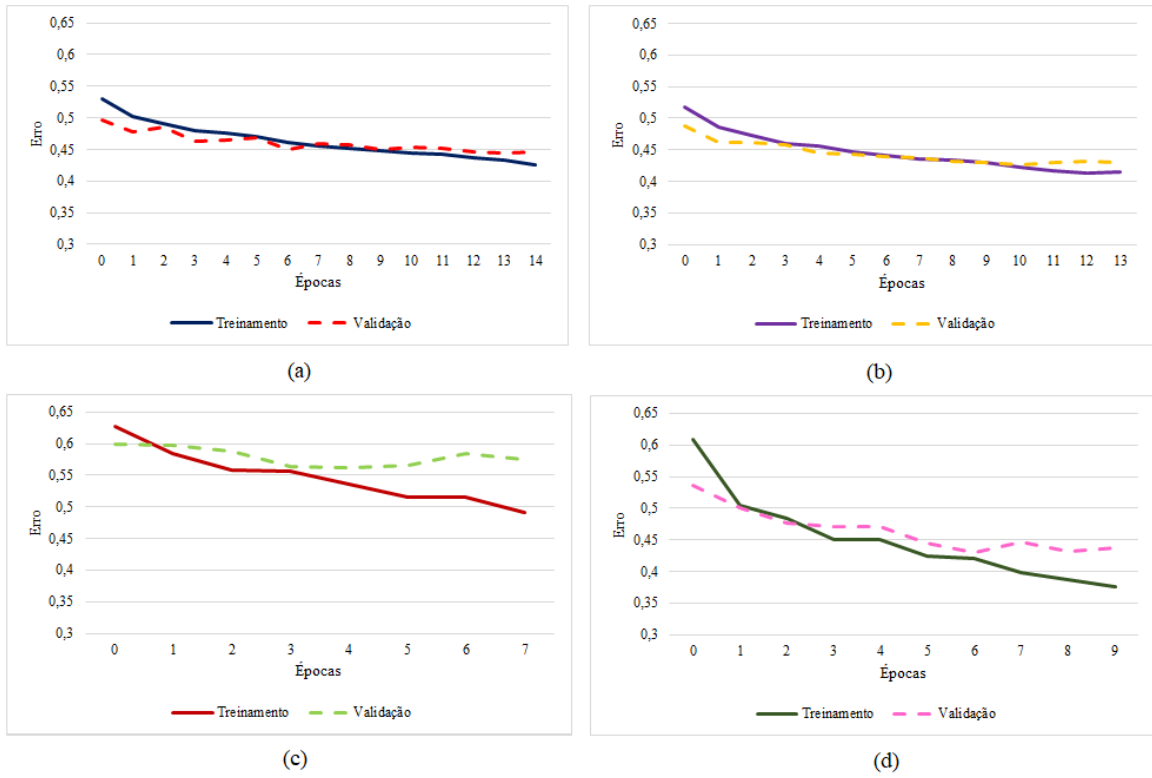 0,65
0,6
0,55
0,5
0,45
0,4
0,35
0,3
Erro
0 1 2 3 4 5 6 7 8 9 10 11 12 13 14
Épocas
Treinamento Validação
(a)
0,65
0,6
0,55
0,5
0,45
0,4
0,35
0,3
Erro
0 1 2 3 4 5 6 7 8 9 10 11 12 13
Épocas
Treinamento Validação
(b)
0,65
0,6
0,55
0,5
0,45
0,4
0,35
0,3
Erro
0 1 2 3 4 5 6 7
Épocas
Treinamento Validação
(c)
0,65
0,6
0,55
0,5
0,45
0,4
0,35
0,3
Erro
0 1 2 3 4 5 6 7 8 9
Épocas
Treinamento Validação
(d)